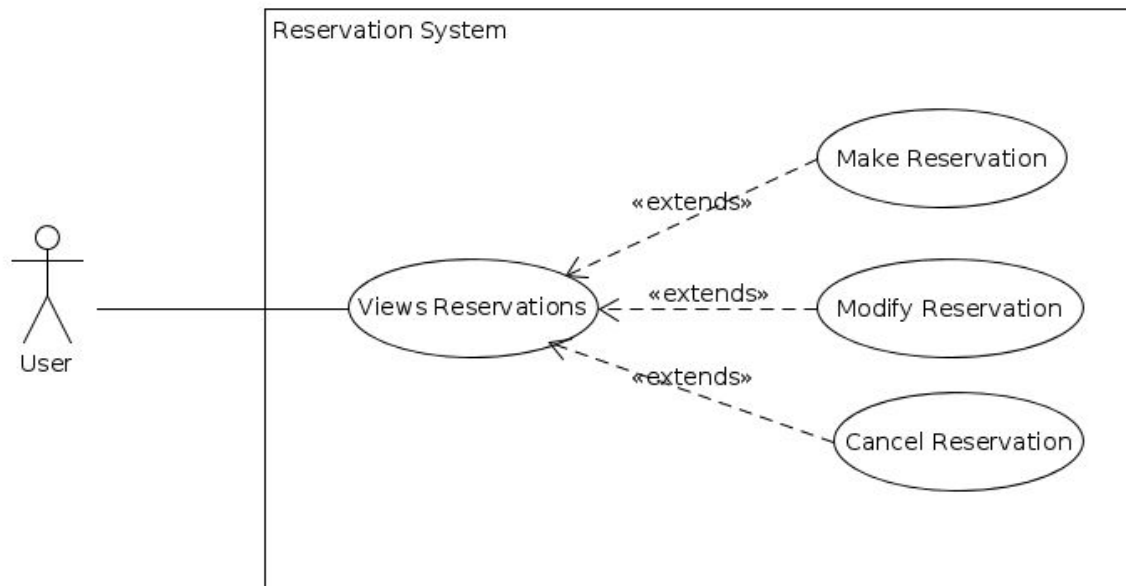 Reservation System
Make Reservation
«extends»
Views Reservations
«extends»
Modify Reservation
User
«extends»
Cancel Reservation